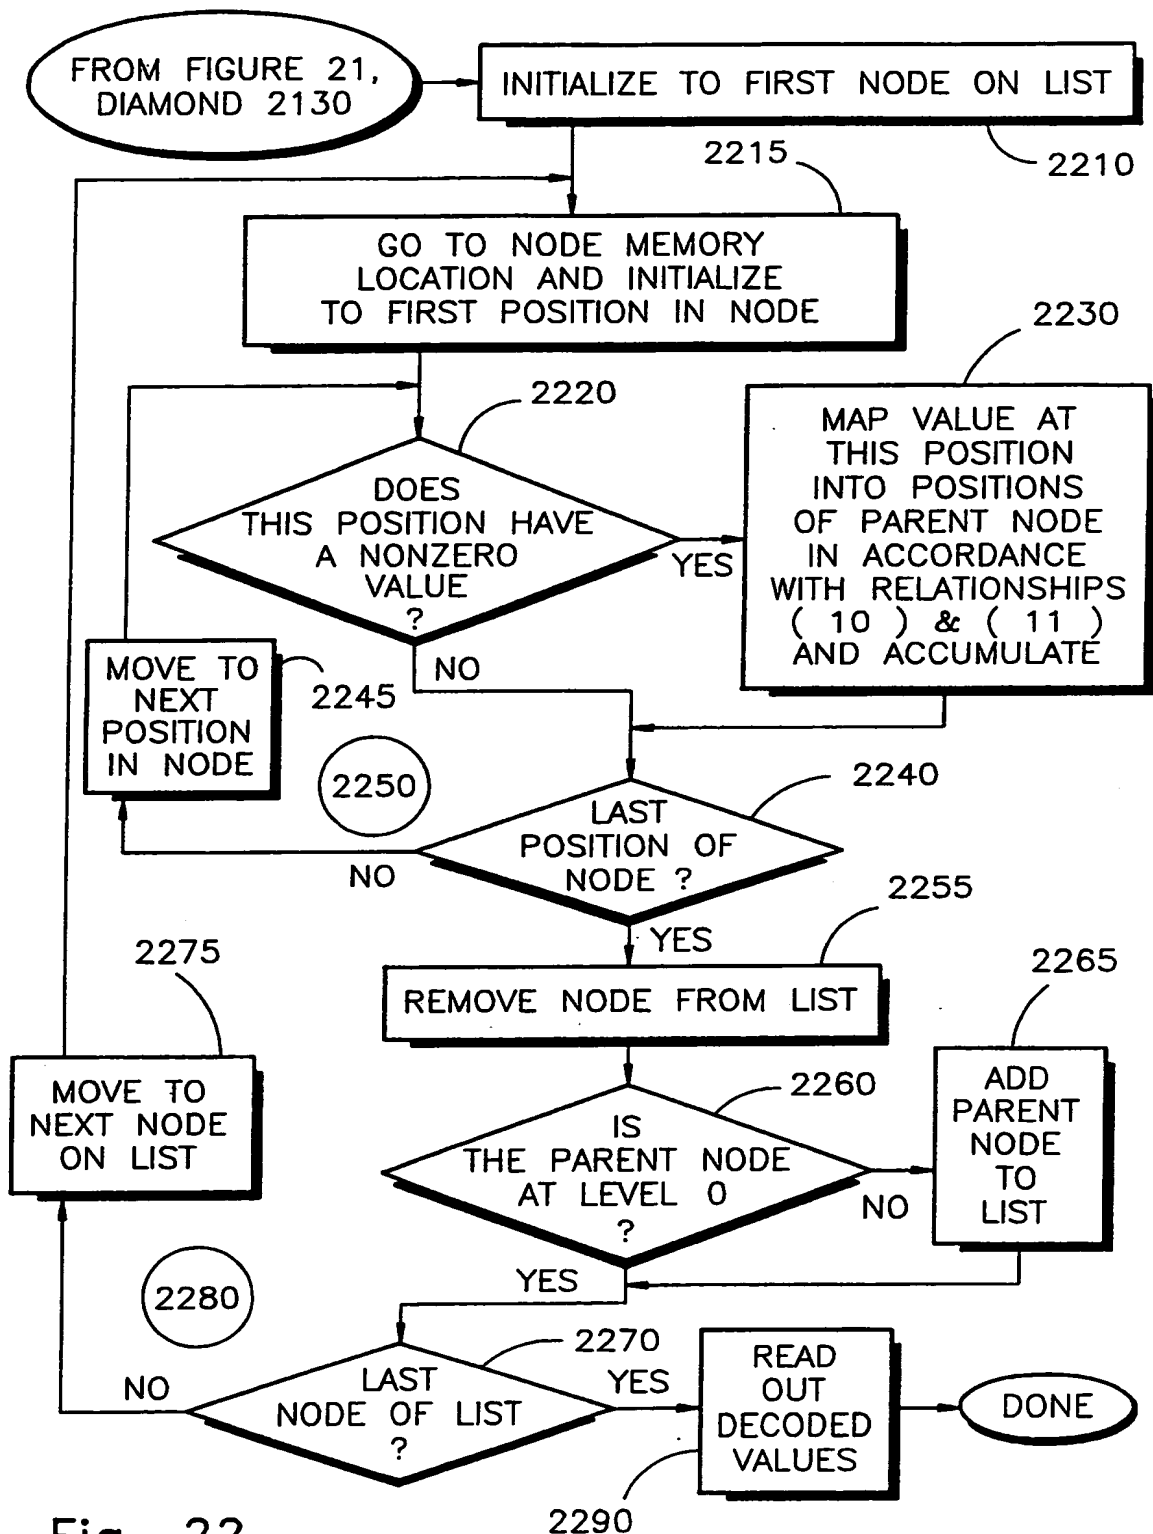 FROM FIGURE 21,
DIAMOND 2130
INITIALIZE TO FIRST NODE ON LIST
2210
2215
GO TO NODE MEMORY
LOCATION AND INITIALIZE
TO FIRST POSITION IN NODE
2220
DOES
THIS POSITION HAVE
A NONZERO
VALUE
?
YES
NO
2230
MAP VALUE AT
THIS POSITION
INTO POSITIONS
OF PARENT NODE
IN ACCORDANCE
WITH RELATIONSHIPS
( 10 ) & ( 11 )
AND ACCUMULATE
MOVE TO
NEXT
POSITION
IN NODE
2245
2250
2240
LAST
POSITION OF
NODE ?
NO
YES
2255
REMOVE NODE FROM LIST
2275
MOVE TO
NEXT NODE
ON LIST
2260
IS
THE PARENT NODE
AT LEVEL 0
?
NO
YES
2265
ADD
PARENT
NODE
TO
LIST
2280
2270
LAST
NODE OF LIST
?
NO
YES
READ
OUT
DECODED
VALUES
2290
DONE
Fig. 22